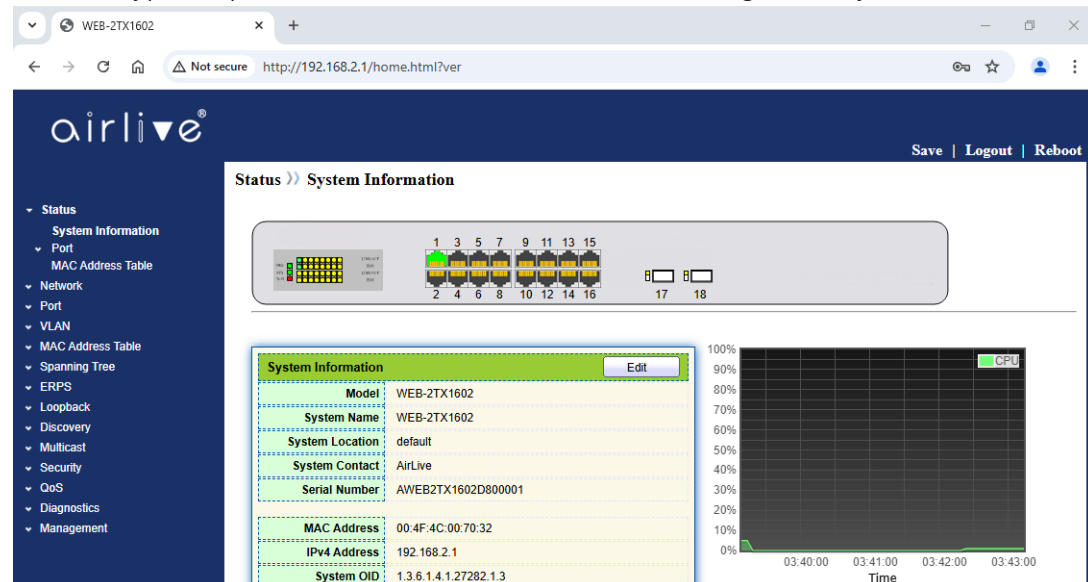 WEB-2TX1602
Not secure http://192.168.2.1/home.html?ver
airlive®
Save | Logout | Reboot
Status » System Information
Status
System Information
Port
MAC Address Table
Network
Port
VLAN
MAC Address Table
Spanning Tree
ERPS
Loopback
Discovery
Multicast
Security
QoS
Diagnostics
Management
1 3 5 7 9 11 13 15
2 4 6 8 10 12 14 16 17 18
System Information Edit
Model WEB-2TX1602
System Name WEB-2TX1602
System Location default
System Contact AirLive
Serial Number AWEB2TX1602D800001
MAC Address 00:4F:4C:00:70:32
IPv4 Address 192.168.2.1
System OID 1.3.6.1.4.1.27282.1.3
100%
90%
80%
70%
60%
50%
40%
30%
20%
10%
0%
CPU
03:40:00 03:41:00 03:42:00 03:43:00
Time